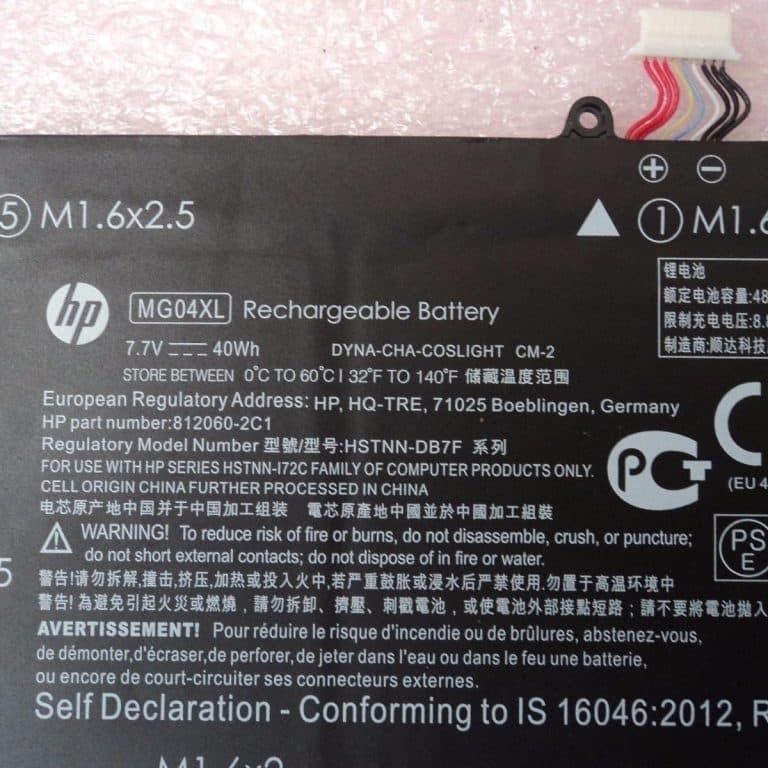 + −
⑤ M1.6x2.5
① M1.6
锂电池
额定电池容量:48
限制充电电压:8.8
制造商:顺达科技
hp MG04XL Rechargeable Battery
7.7V 40Wh DYNA-CHA-COSLIGHT CM-2
STORE BETWEEN 0°C TO 60°C | 32°F TO 140°F 储藏温度范围
European Regulatory Address: HP, HQ-TRE, 71025 Boeblingen, Germany
HP part number:812060-2C1
Regulatory Model Number 型號/型号:HSTNN-DB7F 系列
FOR USE WITH HP SERIES HSTNN-I72C FAMILY OF COMPUTER PRODUCTS ONLY.
CELL ORIGIN CHINA FURTHER PROCESSED IN CHINA
电芯原产地中国并于中国加工组装 電芯原產地中國並於中國加工組裝
C
(EU 4
PS
E
WARNING! To reduce risk of fire or burns, do not disassemble, crush, or puncture;
do not short external contacts; do not dispose of in fire or water.
5
警告!请勿拆解,撞击,挤压,加热或投入火中,若严重鼓胀或浸水后严禁使用.勿置于高温环境中
警告! 為避免引起火災或燃燒，請勿拆卸、擠壓、刺戳電池，或使電池外部接點短路；請不要將電池拋入
AVERTISSEMENT! Pour réduire le risque d'incendie ou de brûlures, abstenez-vous,
de démonter,d'écraser,de perforer,de jeter dans l'eau ou dans le feu une batterie,
ou encore de court-circuiter ses connecteurs externes.
Self Declaration - Conforming to IS 16046:2012, R